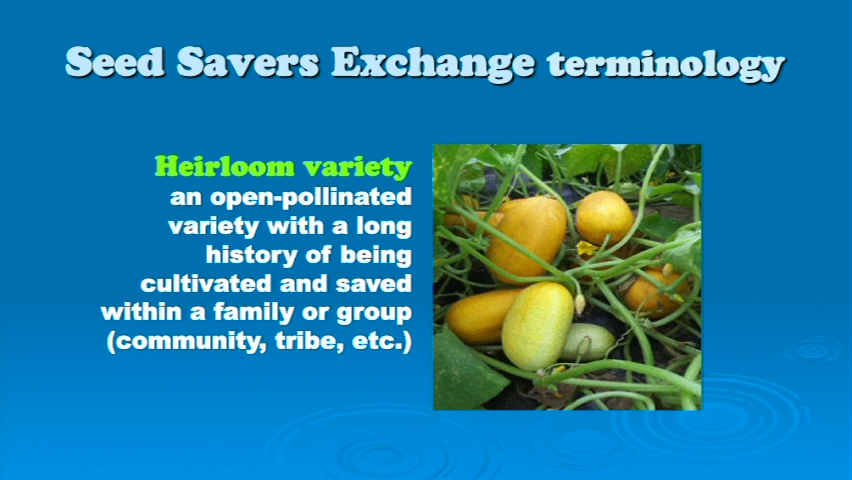 Seed Savers Exchange terminology
Heirloom variety
an open-pollinated
variety with a long
history of being
cultivated and saved
within a family or group
(community, tribe, etc.)